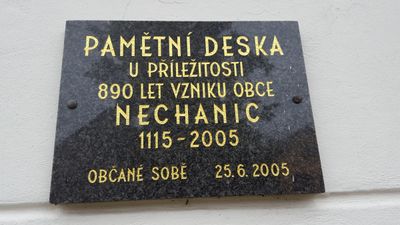 PAMĚTNÍ DESKA
U PŘÍLEŽITOSTI
890 LET VZNIKU OBCE
NECHANIC
1115-2005
OBČANÉ SOBĚ 25.6.2005